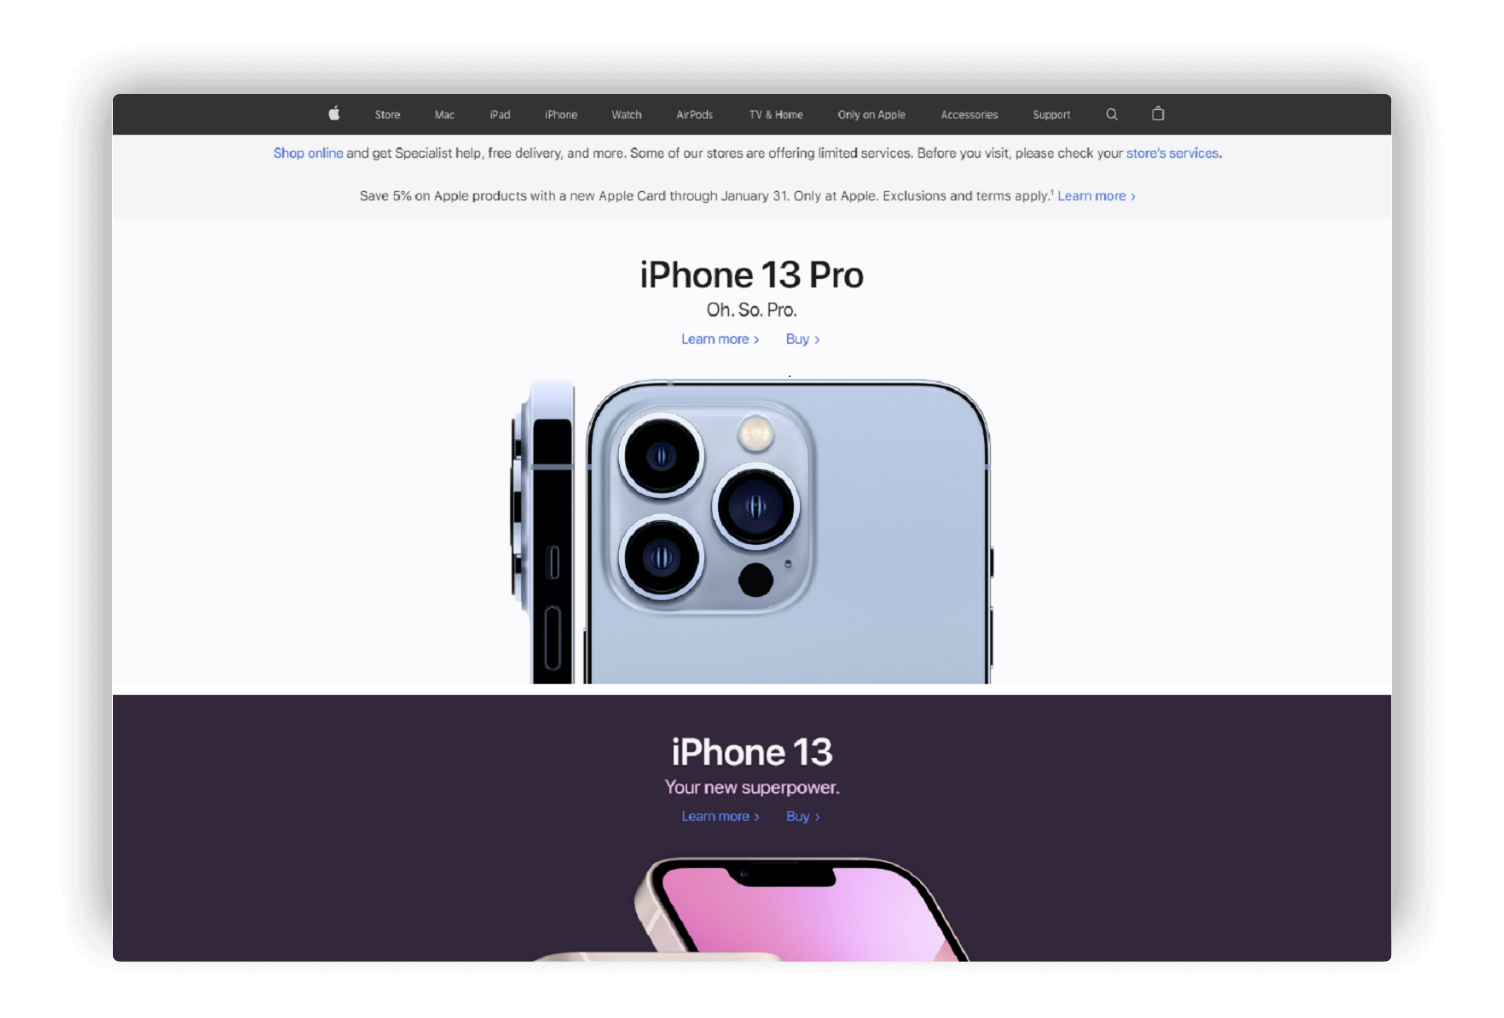 Store Mac iPad iPhone Watch AirPods TV & Home Only on Apple Accessories Support
Shop online and get Specialist help, free delivery, and more. Some of our stores are offering limited services. Before you visit, please check your store's services.
Save 5% on Apple products with a new Apple Card through January 31. Only at Apple. Exclusions and terms apply.¹ Learn more >
iPhone 13 Pro
Oh. So. Pro.
Learn more > Buy >
iPhone 13
Your new superpower.
Learn more > Buy >